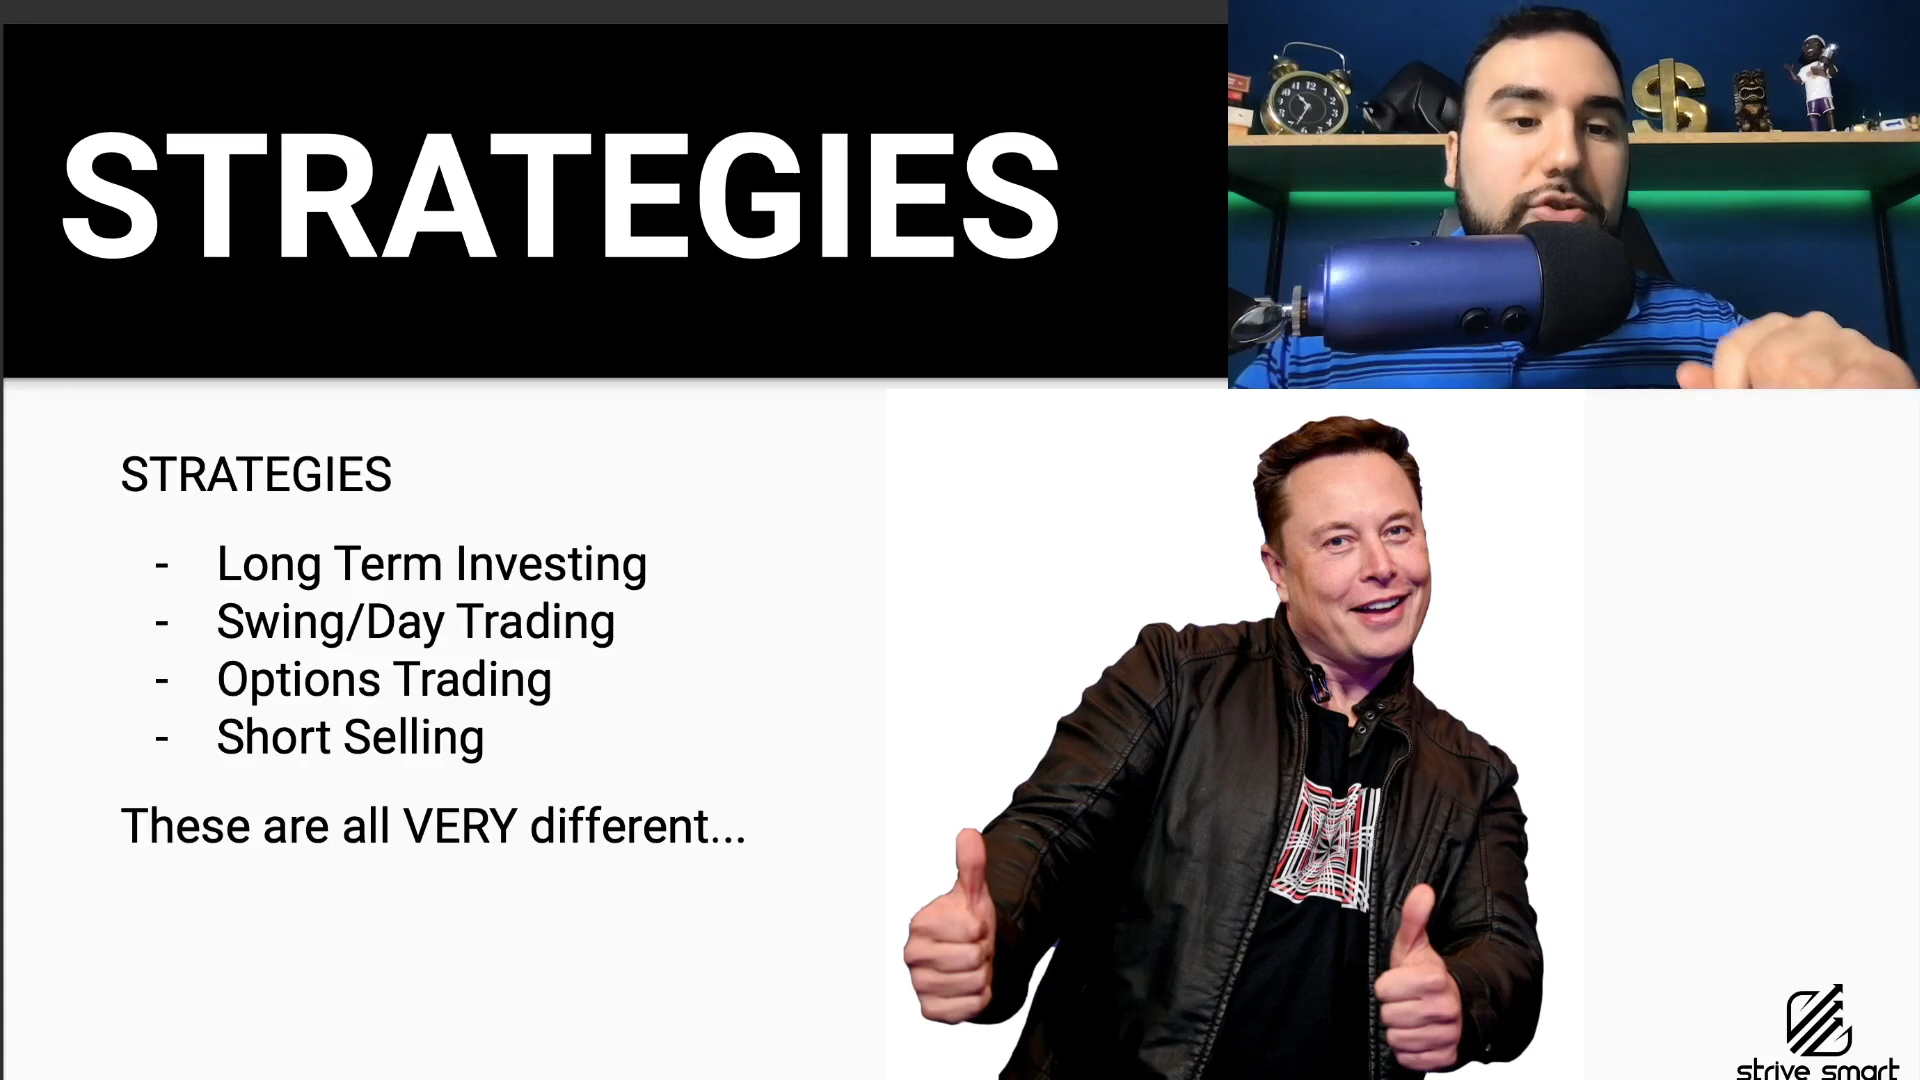 STRATEGIES
STRATEGIES
- Long Term Investing
- Swing/Day Trading
- Options Trading
- Short Selling
These are all VERY different...
strive smart